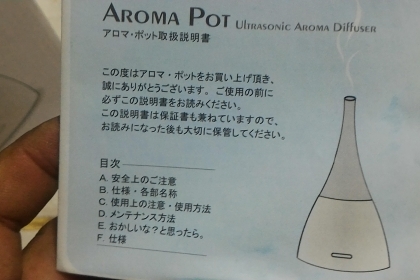 AROMA POT ULTRASONIC AROMA DIFFUSER
アロマ・ポット取扱説明書
この度はアロマ・ポットをお買い上げ頂き、
誠にありがとうございます。ご使用の前に
必ずこの説明書をお読みください。
この説明書は保証書も兼ねていますので、
お読みになった後も大切に保管してください。
目次
A. 安全上のご注意
B. 仕様・各部名称
C. 使用上の注意・使用方法
D. メンテナンス方法
E. おかしいな？と思ったら。
F. 仕様